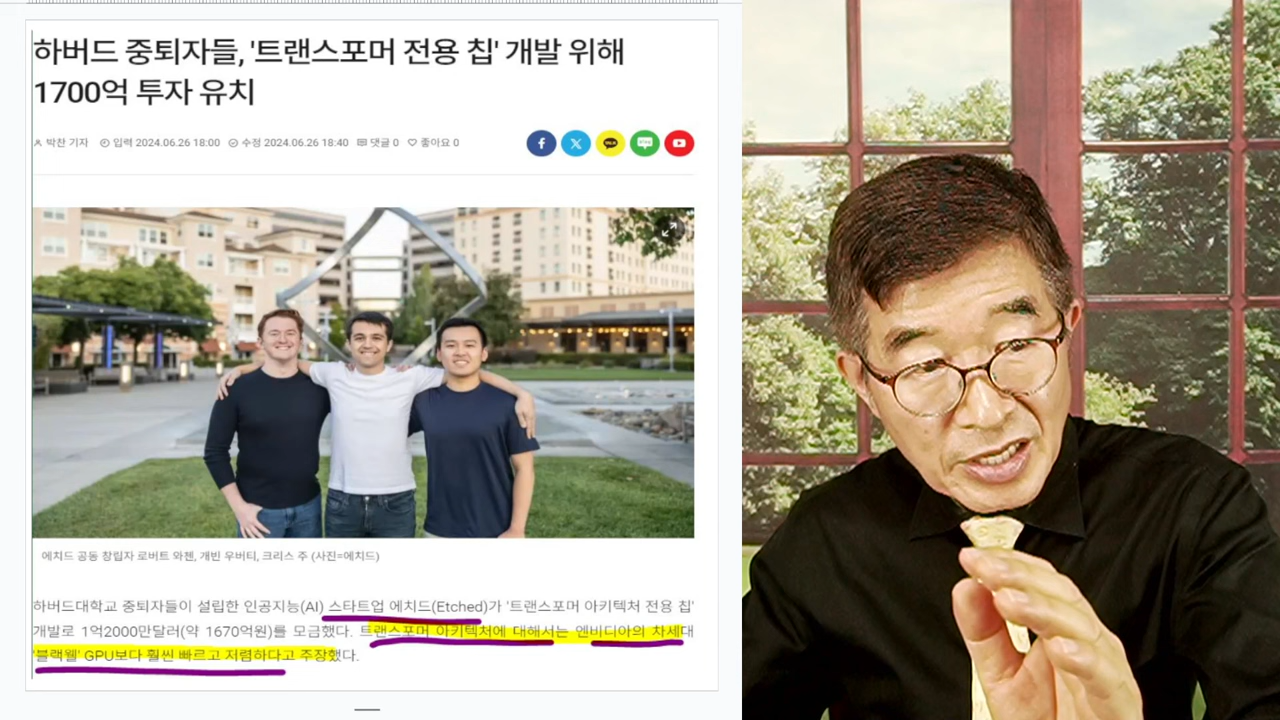 하버드 중퇴자들, '트랜스포머 전용 칩' 개발 위해
1700억 투자 유치
박찬 기자 입력 2024.06.26 18:00 수정 2024.06.26 18:40 댓글 0 좋아요 0
에치드 공동 창립자 로버트 와첸, 개빈 우버티, 크리스 주 (사진=에치드)
하버드대학교 중퇴자들이 설립한 인공지능(AI) 스타트업 에치드(Etched)가 '트랜스포머 아키텍처 전용 칩'
개발로 1억2000만달러(약 1670억원)를 모금했다. 트랜스포머 아키텍처에 대해서는 엔비디아의 차세대
'블랙웰' GPU보다 훨씬 빠르고 저렴하다고 주장했다.